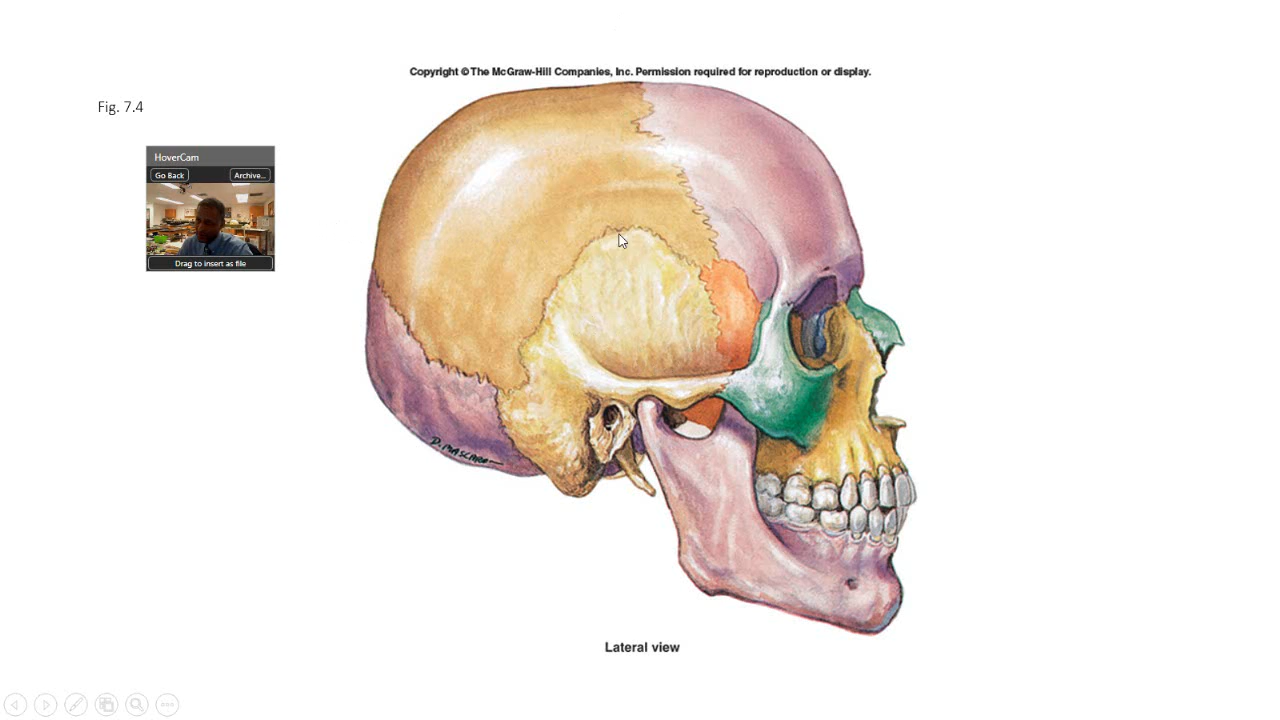 Copyright © The McGraw-Hill Companies, Inc. Permission required for reproduction or display.
Fig. 7.4
HoverCam
Go Back
Archive...
Drag to insert as file
D. MASCARO
Lateral view